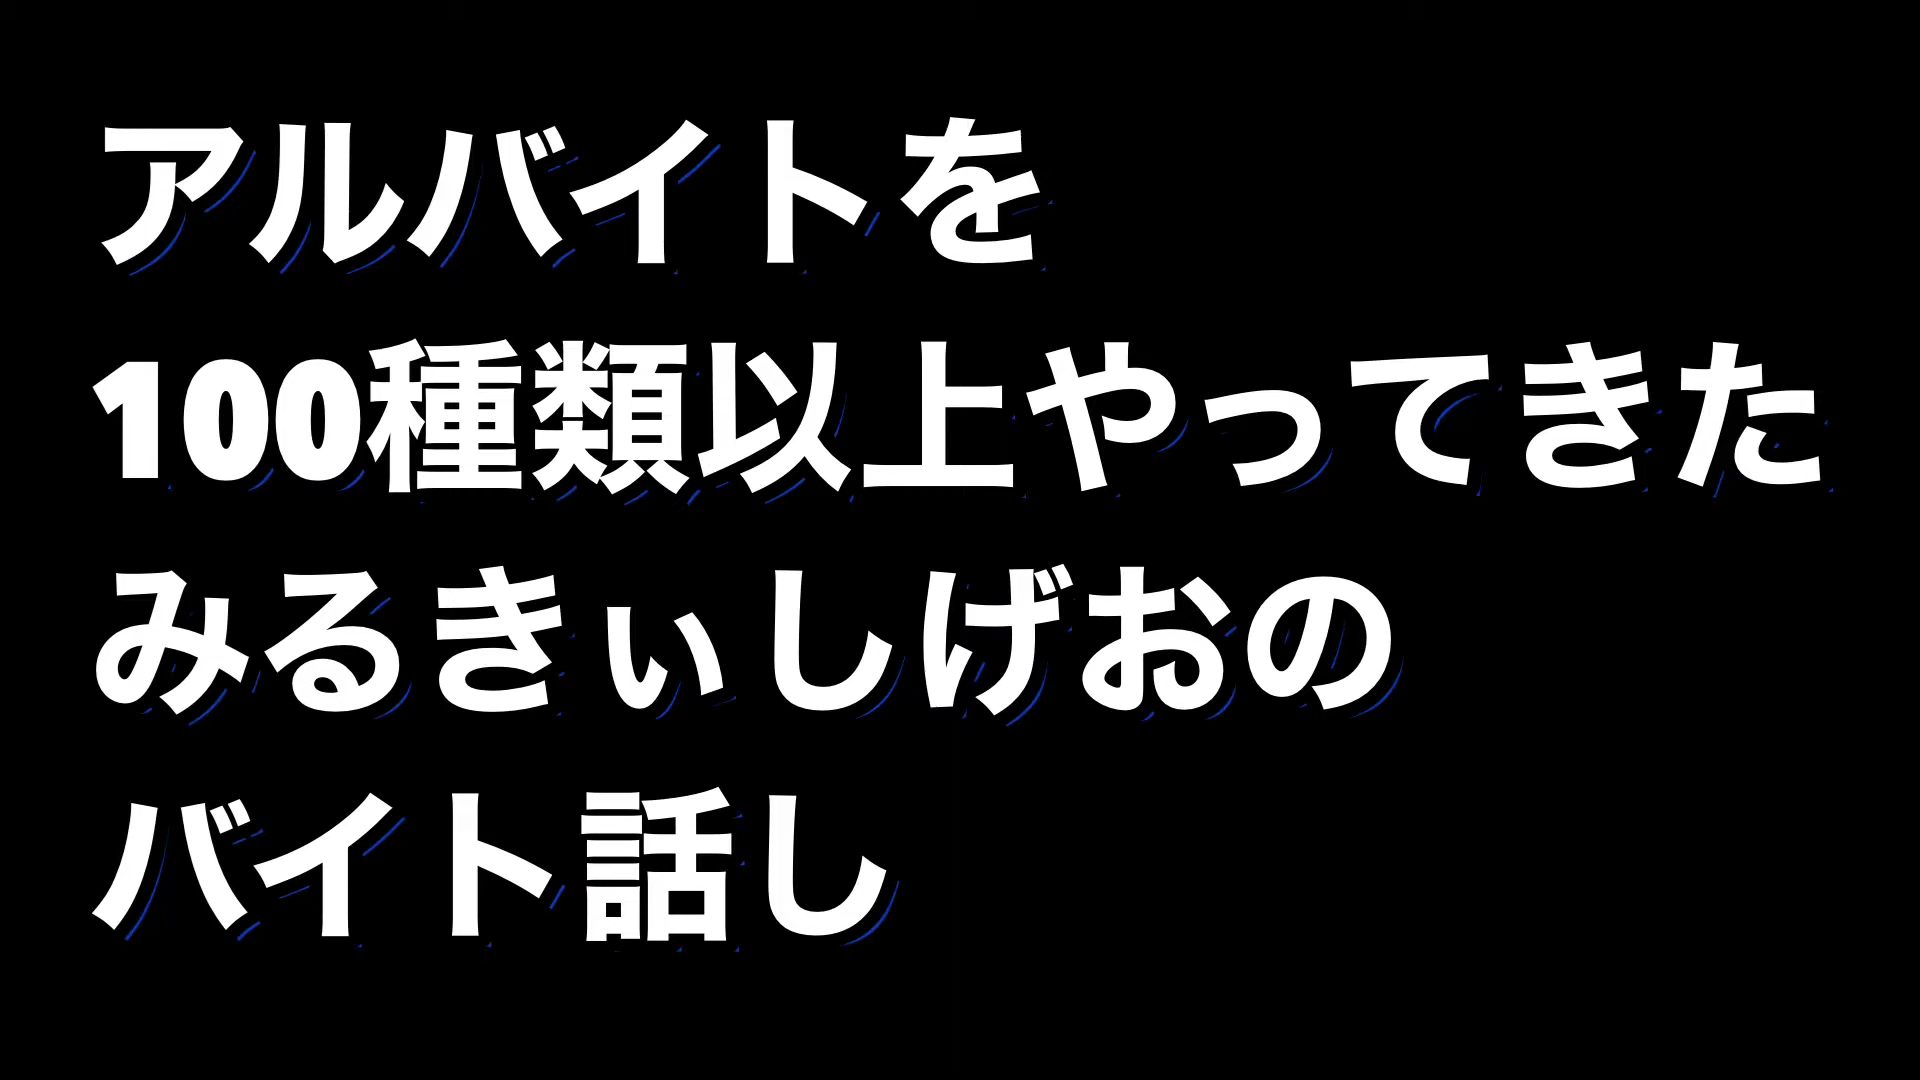 アルバイトを
100種類以上やってきた
みるきぃしげおの
バイト話し